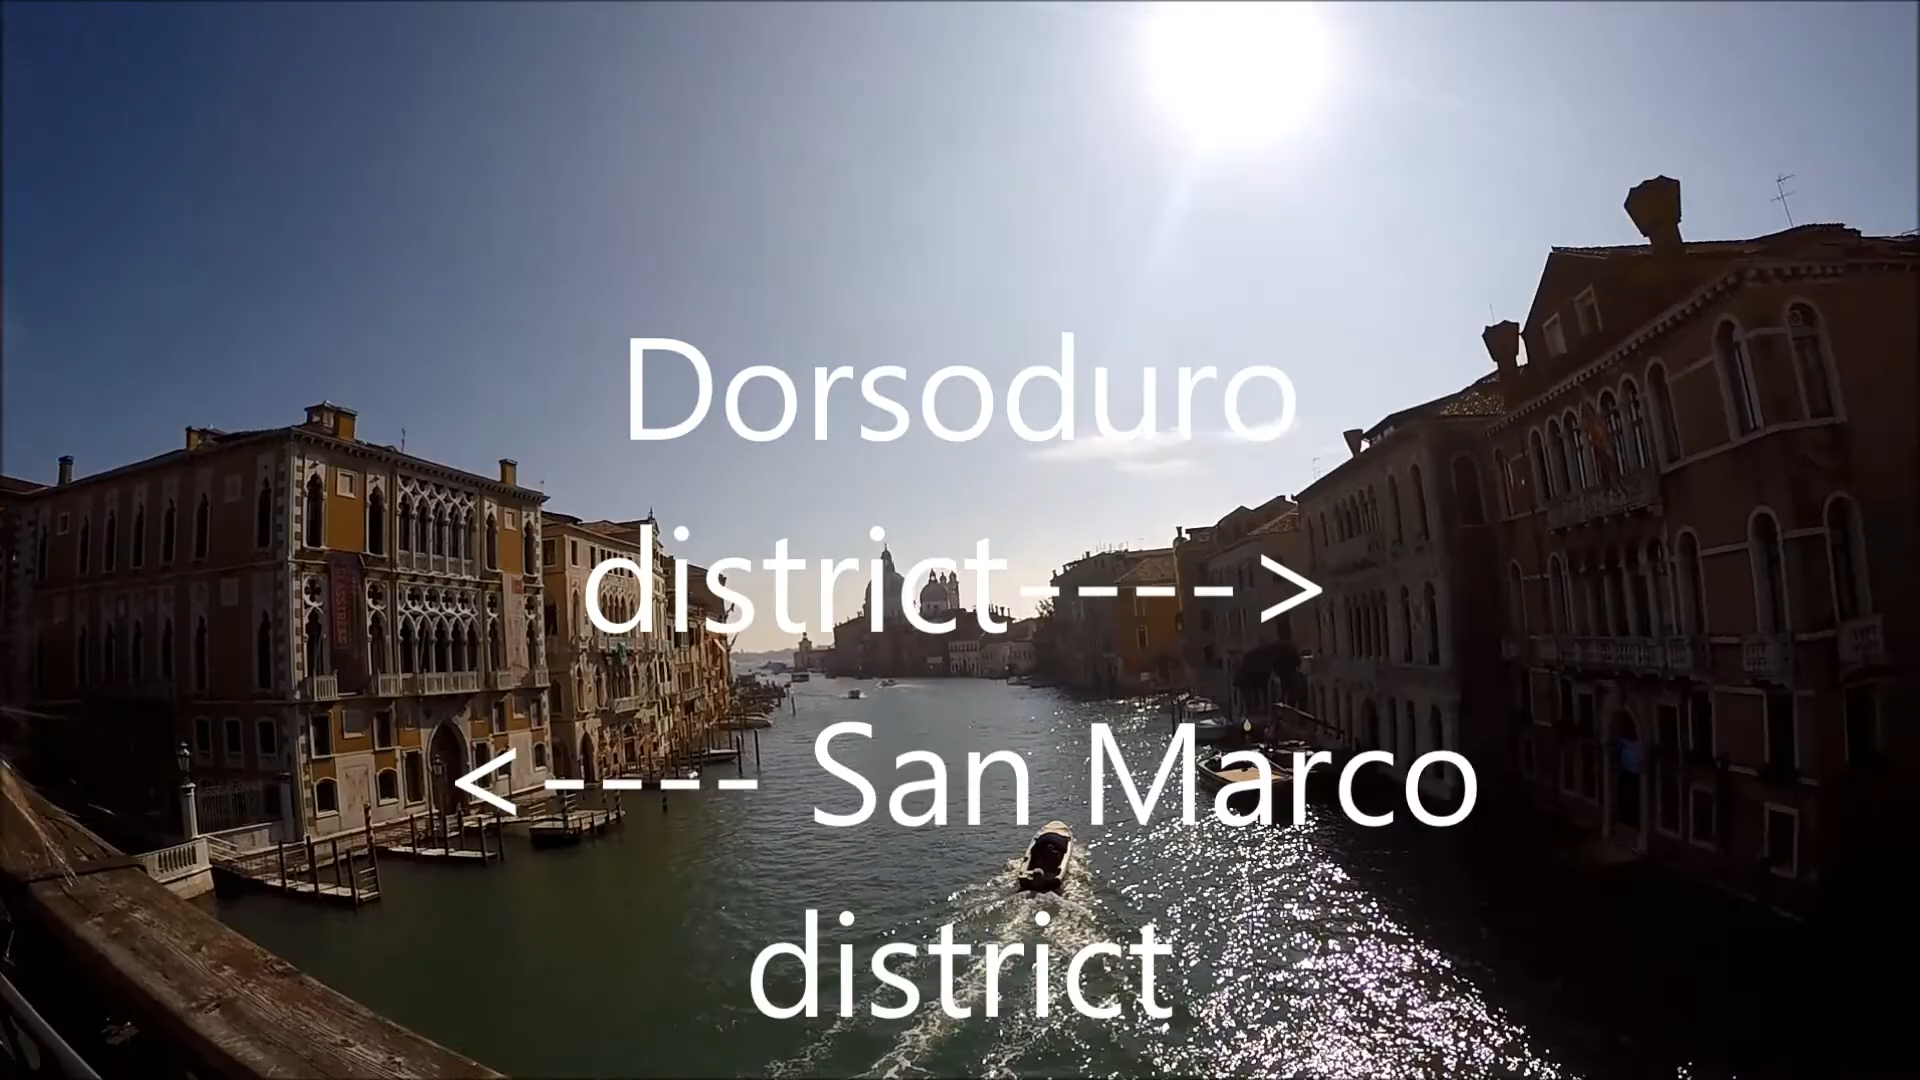 Dorsoduro
district---->
<---- San Marco
district